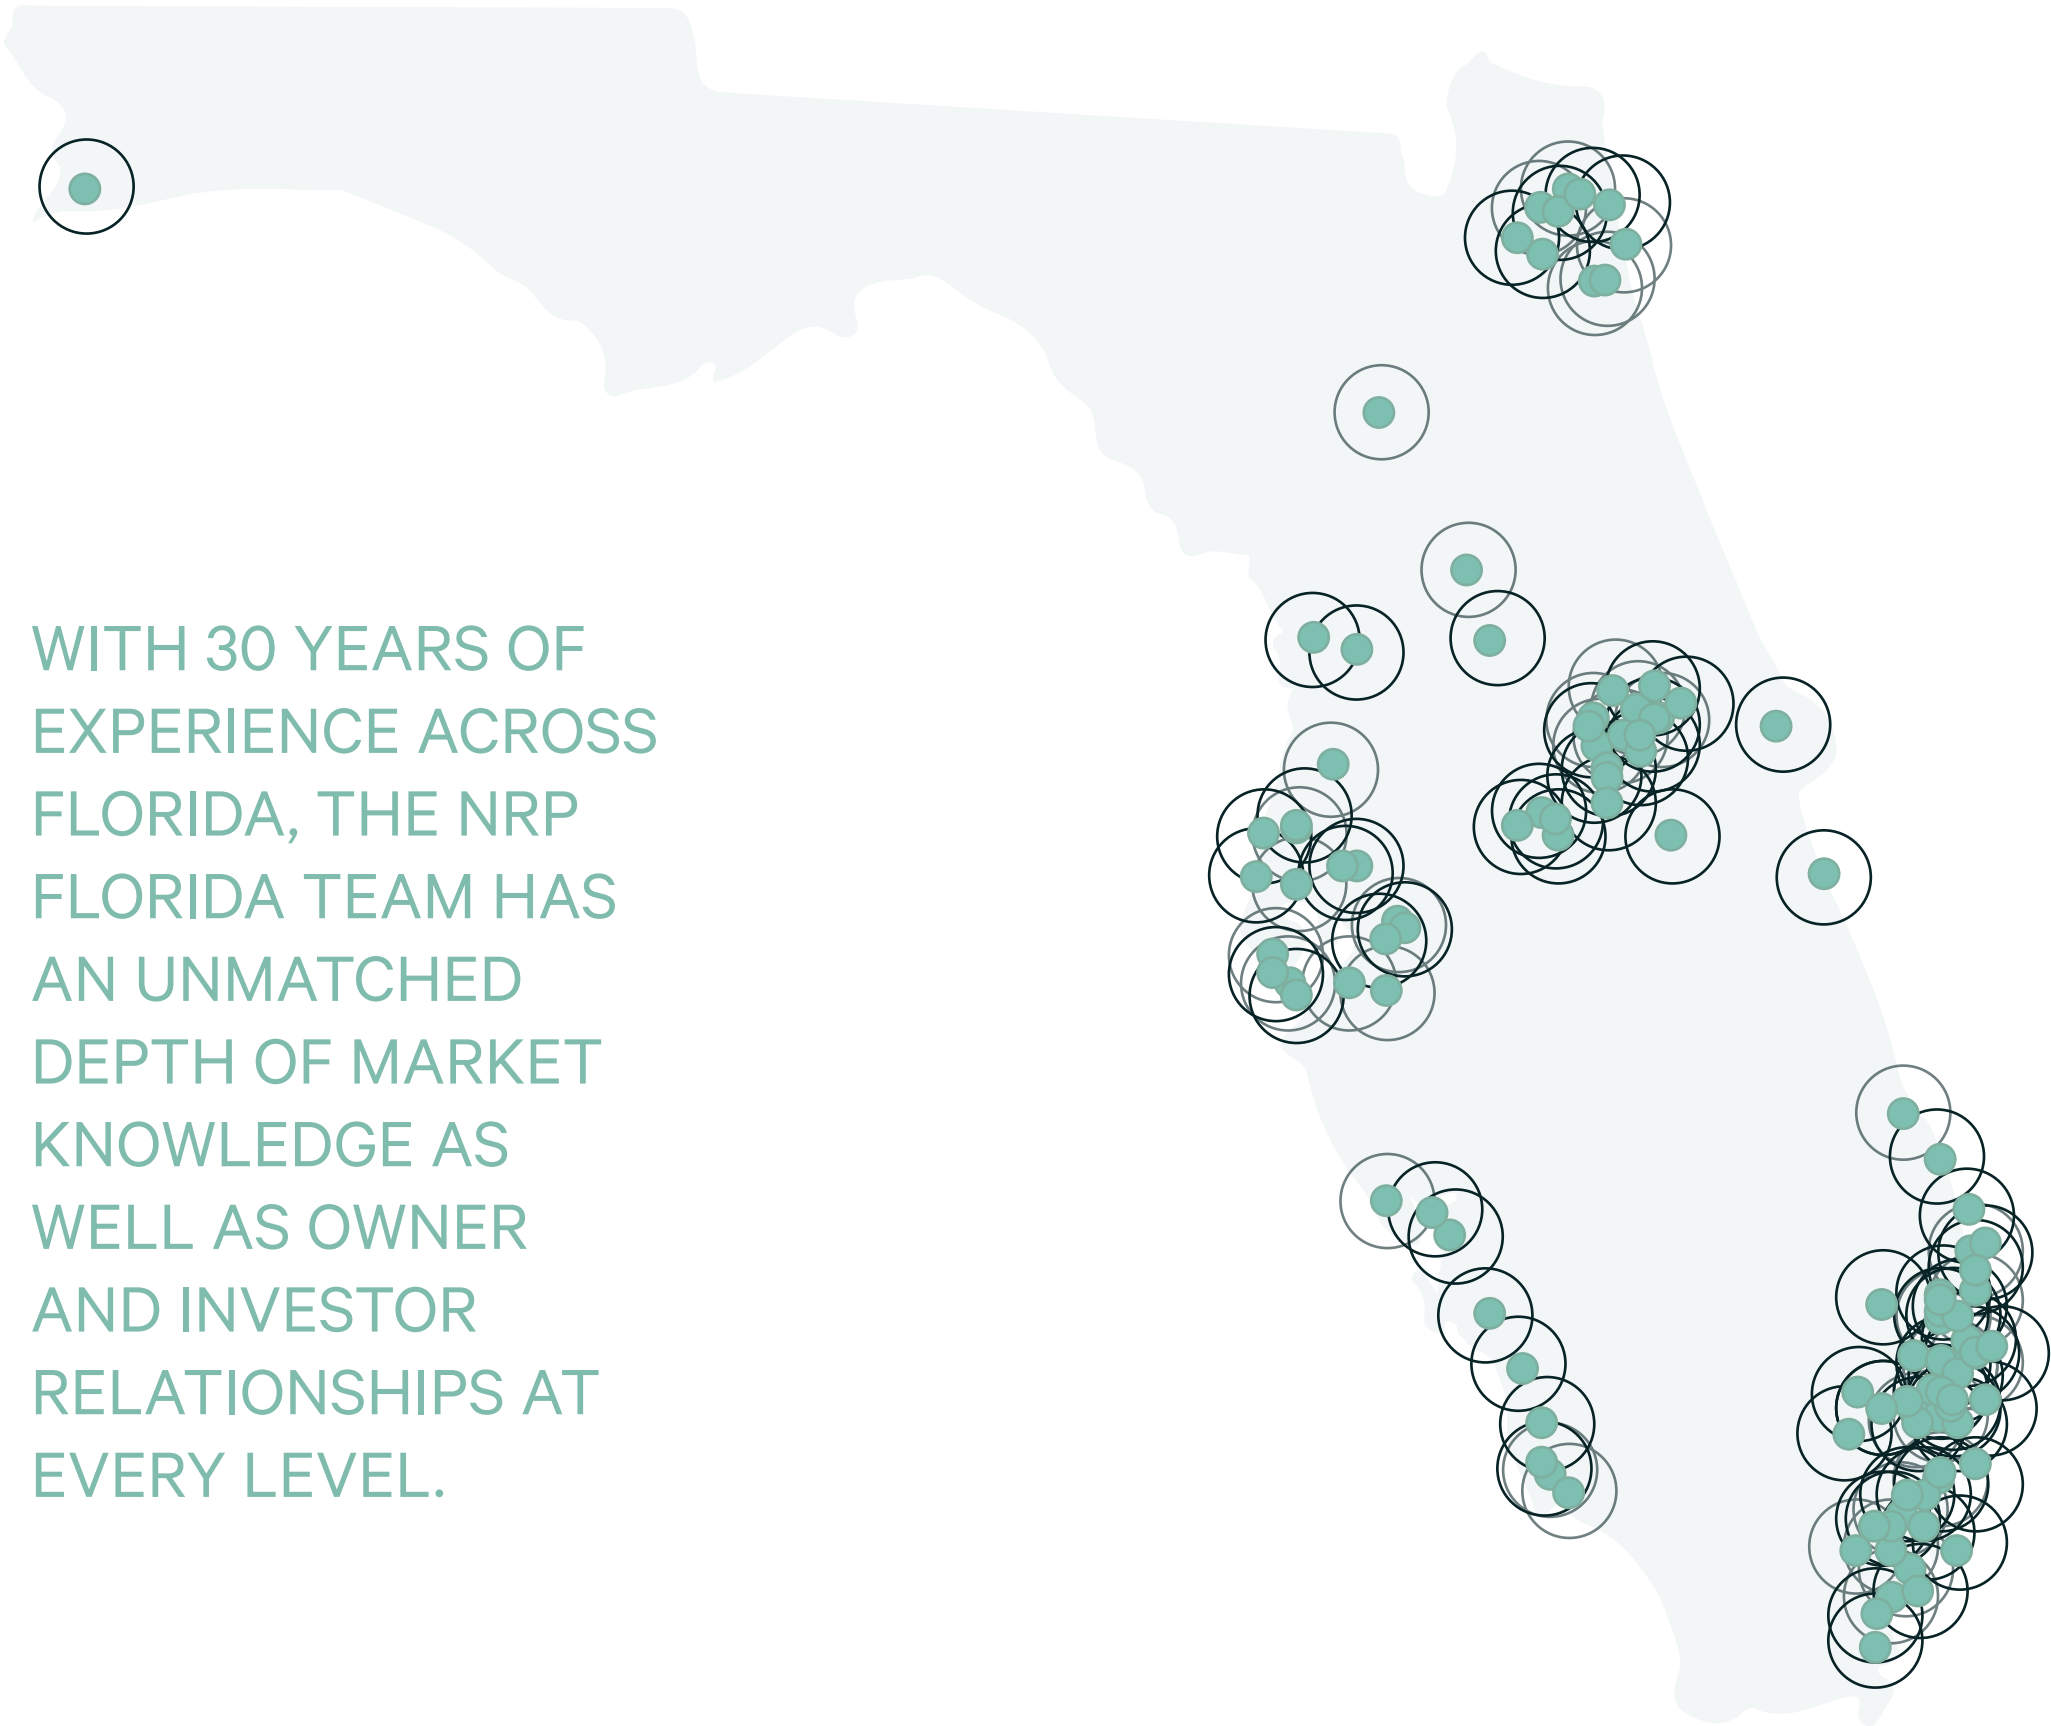 WITH 30 YEARS OF
EXPERIENCE ACROSS
FLORIDA, THE NRP
FLORIDA TEAM HAS
AN UNMATCHED
DEPTH OF MARKET
KNOWLEDGE AS
WELL AS OWNER
AND INVESTOR
RELATIONSHIPS AT
EVERY LEVEL.